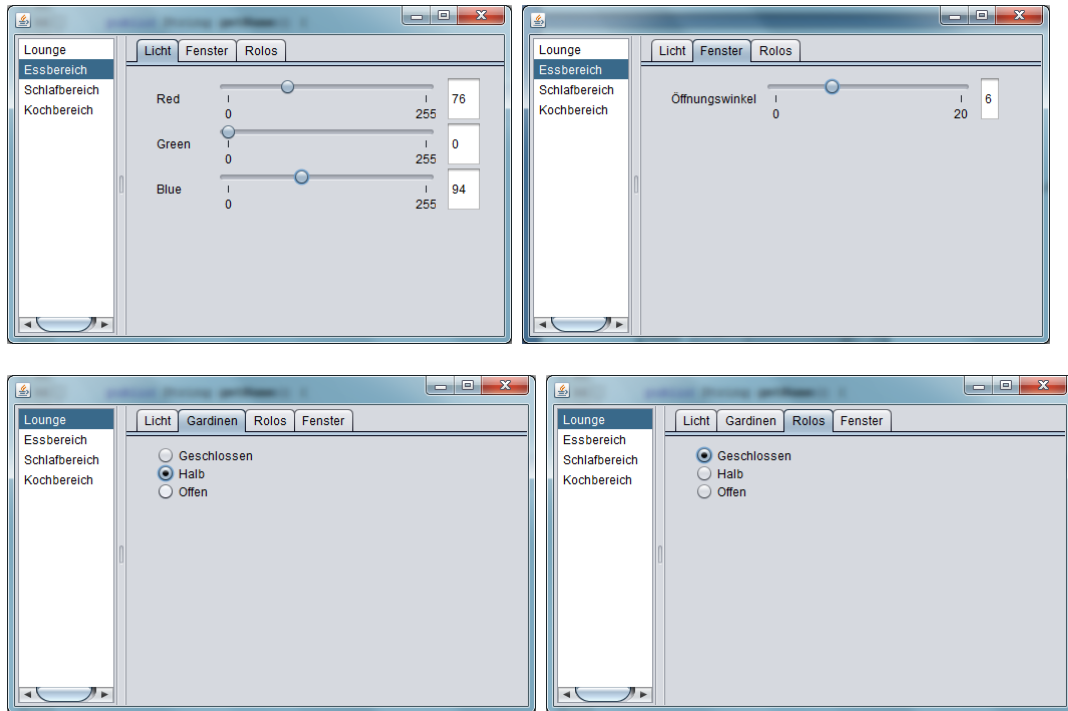 Lounge
Essbereich
Schlafbereich
Kochbereich
Licht Fenster Rolos
Red 0 255 76
Green 0 255 0
Blue 0 255 94
Lounge
Essbereich
Schlafbereich
Kochbereich
Licht Fenster Rolos
Öffnungswinkel 0 20 6
Lounge
Essbereich
Schlafbereich
Kochbereich
Licht Gardinen Rolos Fenster
Geschlossen
Halb
Offen
Lounge
Essbereich
Schlafbereich
Kochbereich
Licht Gardinen Rolos Fenster
Geschlossen
Halb
Offen